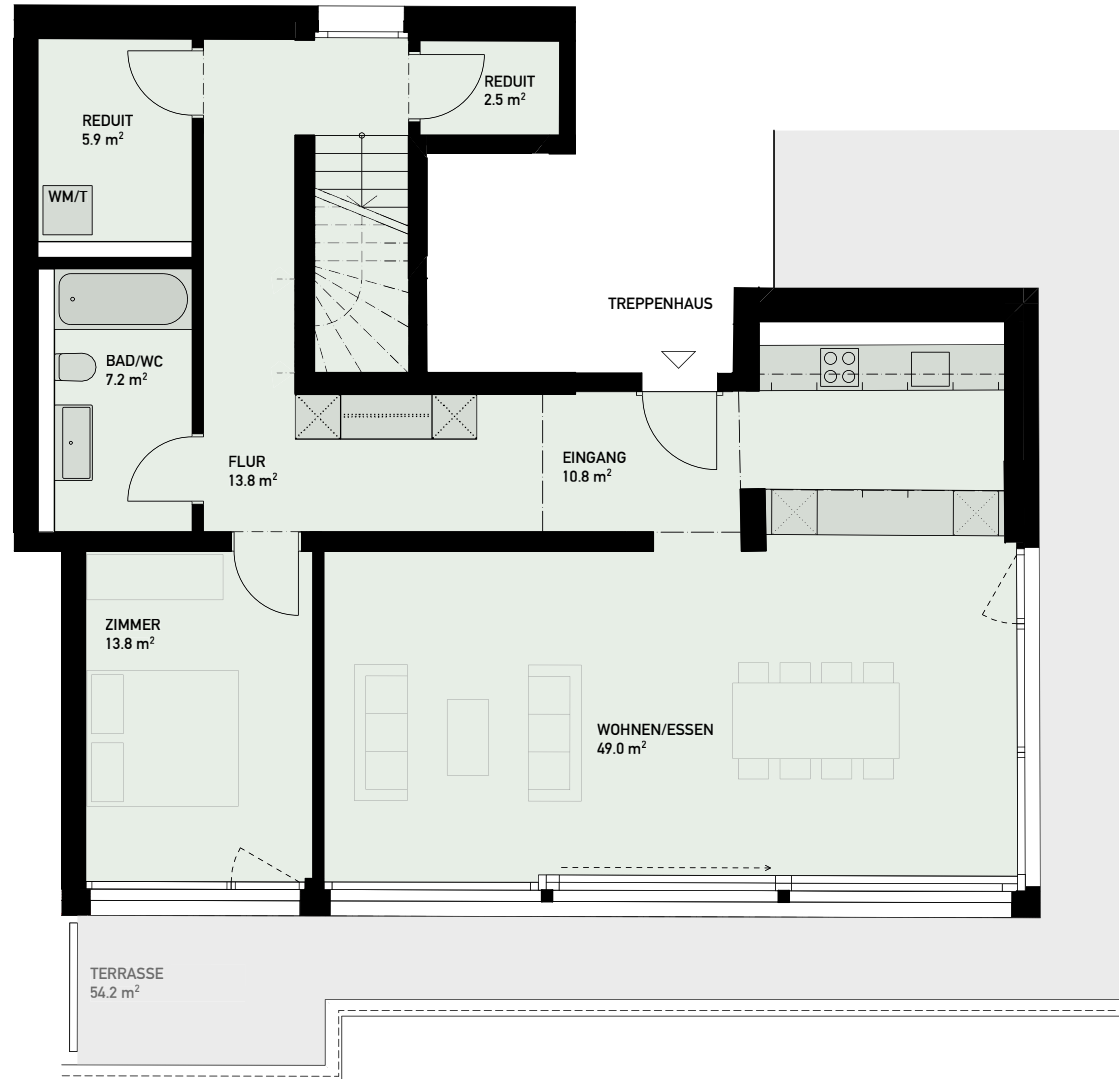 REDUIT
2.5 m²
REDUIT
5.9 m²
WM/T
TREPPENHAUS
BAD/WC
7.2 m²
FLUR
13.8 m²
EINGANG
10.8 m²
ZIMMER
13.8 m²
WOHNEN/ESSEN
49.0 m²
TERRASSE
54.2 m²